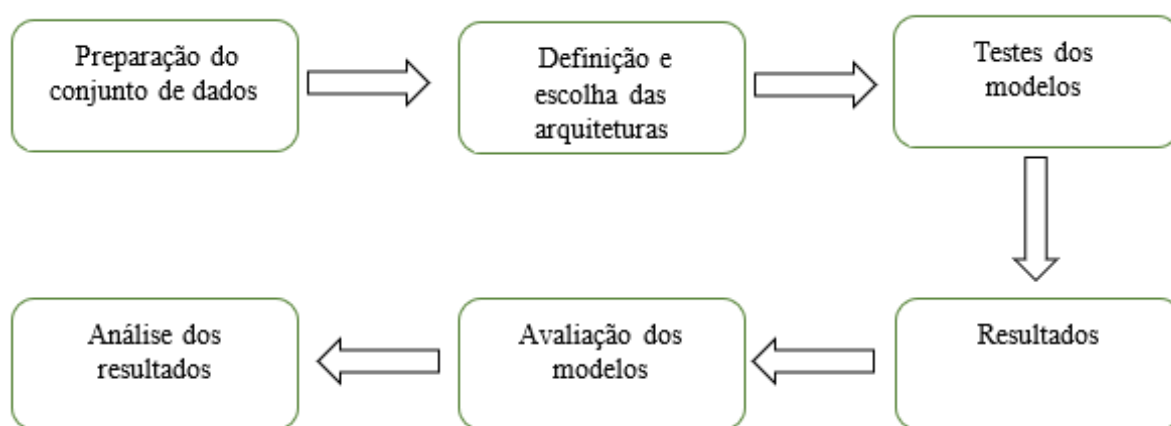 Preparação do
conjunto de dados
Definição e
escolha das
arquiteturas
Testes dos
modelos
Resultados
Avaliação dos
modelos
Análise dos
resultados